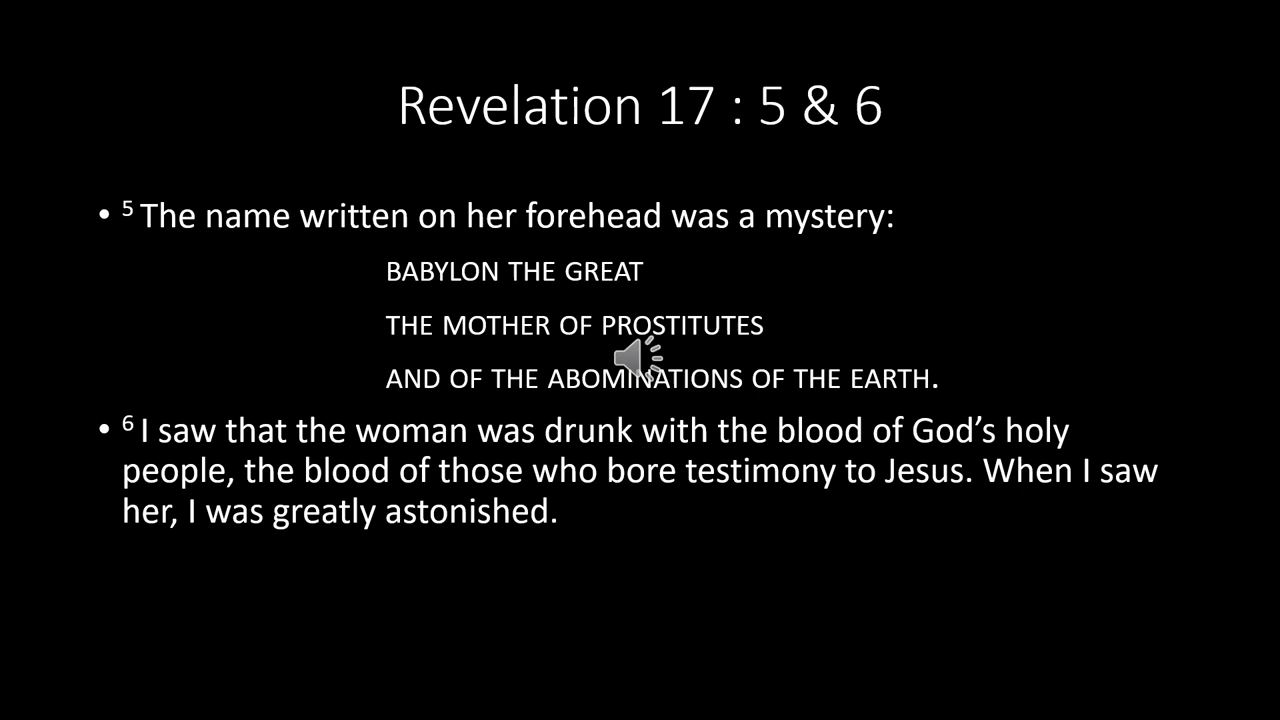 Revelation 17 : 5 & 6
• ⁵ The name written on her forehead was a mystery:
BABYLON THE GREAT
THE MOTHER OF PROSTITUTES
AND OF THE ABOMINATIONS OF THE EARTH.
• ⁶ I saw that the woman was drunk with the blood of God’s holy
people, the blood of those who bore testimony to Jesus. When I saw
her, I was greatly astonished.